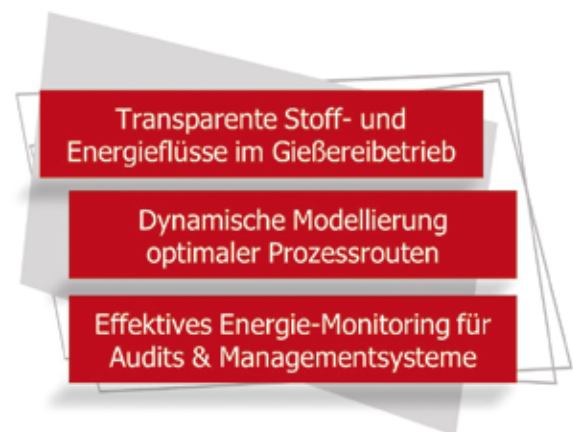 Transparente Stoff- und
Energieflüsse im Gießereibetrieb
Dynamische Modellierung
optimaler Prozessrouten
Effektives Energie-Monitoring für
Audits & Managementsysteme